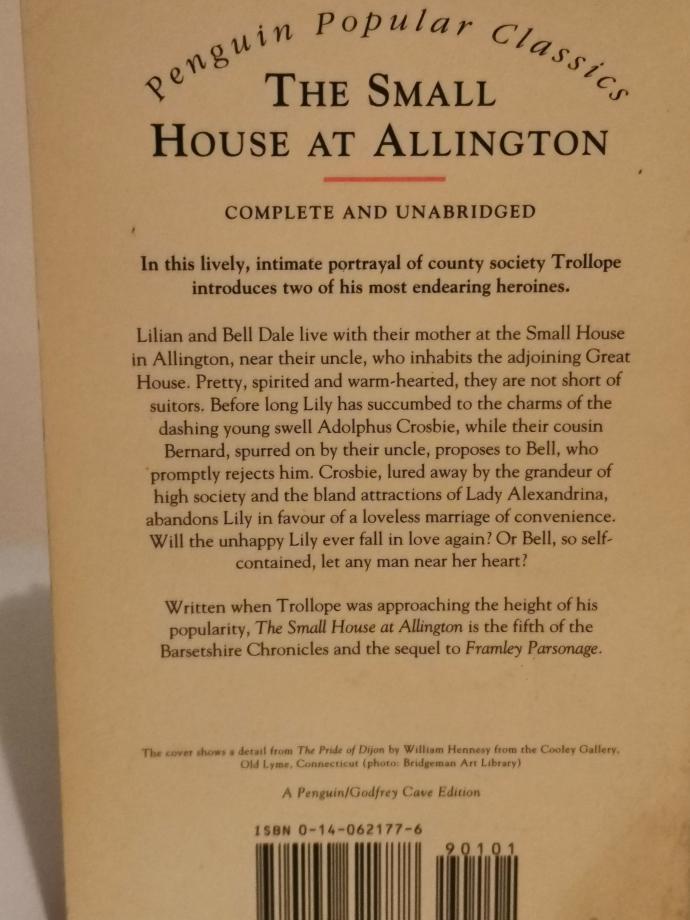 Penguin Popular Classics
THE SMALL
HOUSE AT ALLINGTON
COMPLETE AND UNABRIDGED
In this lively, intimate portrayal of county society Trollope
introduces two of his most endearing heroines.
Lilian and Bell Dale live with their mother at the Small House
in Allington, near their uncle, who inhabits the adjoining Great
House. Pretty, spirited and warm-hearted, they are not short of
suitors. Before long Lily has succumbed to the charms of the
dashing young swell Adolphus Crosbie, while their cousin
Bernard, spurred on by their uncle, proposes to Bell, who
promptly rejects him. Crosbie, lured away by the grandeur of
high society and the bland attractions of Lady Alexandrina,
abandons Lily in favour of a loveless marriage of convenience.
Will the unhappy Lily ever fall in love again? Or Bell, so self-
contained, let any man near her heart?
Written when Trollope was approaching the height of his
popularity, The Small House at Allington is the fifth of the
Barsetshire Chronicles and the sequel to Framley Parsonage.
The cover shows a detail from The Pride of Dijon by William Hennesy from the Cooley Gallery,
Old Lyme, Connecticut (photo: Bridgeman Art Library)
A Penguin/Godfrey Cave Edition
ISBN 0-14-062177-6
90101